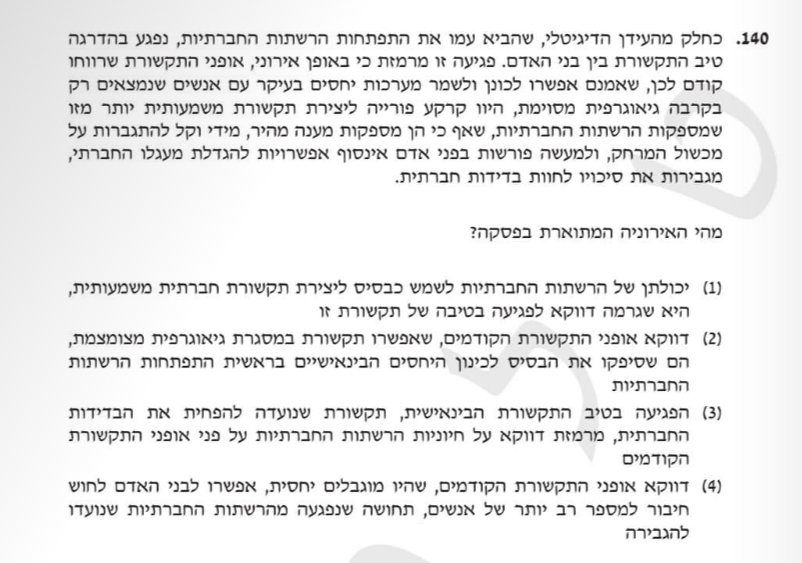 140. כחלק מהעידן הדיגיטלי, שהביא עמו את התפתחות הרשתות החברתיות, נפגע בהדרגה
טיב התקשורת בין בני האדם. פגיעה זו מרמזת כי באופן אירוני, אופני התקשורת שרווחו
קודם לכן, שאמנם אפשרו לכונן ולשמר מערכות יחסים בעיקר עם אנשים שנמצאים רק
בקרבה גיאוגרפית מסוימת, היוו קרקע פורייה ליצירת תקשורת משמעותית יותר מזו
שמספקות הרשתות החברתיות, שאף כי הן מספקות מענה מהיר, מידי וקל להתגברות על
מכשול המרחק, ולמעשה פורשות בפני אדם אינסוף אפשרויות להגדלת מעגלו החברתי,
מגבירות את סיכויו לחוות בדידות חברתית.
מהי האירוניה המתוארת בפסקה?
(1) יכולתן של הרשתות החברתיות לשמש כבסיס ליצירת תקשורת חברתית משמעותית,
היא שגרמה דווקא לפגיעה בטיבה של תקשורת זו
(2) דווקא אופני התקשורת הקודמים, שאפשרו תקשורת במסגרת גיאוגרפית מצומצמת,
הם שסיפקו את הבסיס לכינון היחסים הבינאישיים בראשית התפתחות הרשתות
החברתיות
(3) הפגיעה בטיב התקשורת הבינאישית, תקשורת שנועדה להפחית את הבדידות
החברתית, מרמזת דווקא על חיוניות הרשתות החברתיות על פני אופני התקשורת
הקודמים
(4) דווקא אופני התקשורת הקודמים, שהיו מוגבלים יחסית, אפשרו לבני האדם לחוש
חיבור למספר רב יותר של אנשים, תחושה שנפגעה מהרשתות החברתיות שנועדו
להגבירה